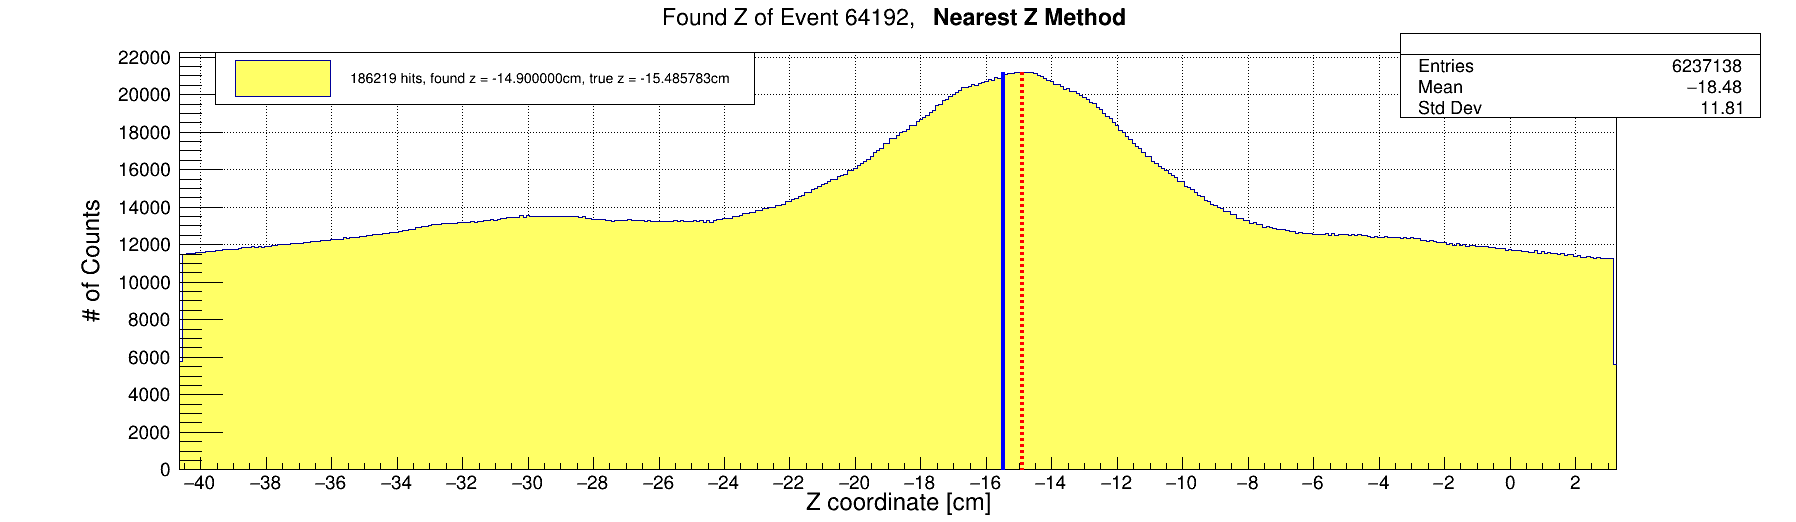 Found Z of Event 64192, Nearest Z Method
186219 hits, found z = -14.900000cm, true z = -15.485783cm
Entries 6237138
Mean −18.48
Std Dev 11.81
# of Counts
22000
20000
18000
16000
14000
12000
10000
8000
6000
4000
2000
0
−40 −38 −36 −34 −32 −30 −28 −26 −24 −22 −20 −18 −16 −14 −12 −10 −8 −6 −4 −2 0 2
Z coordinate [cm]